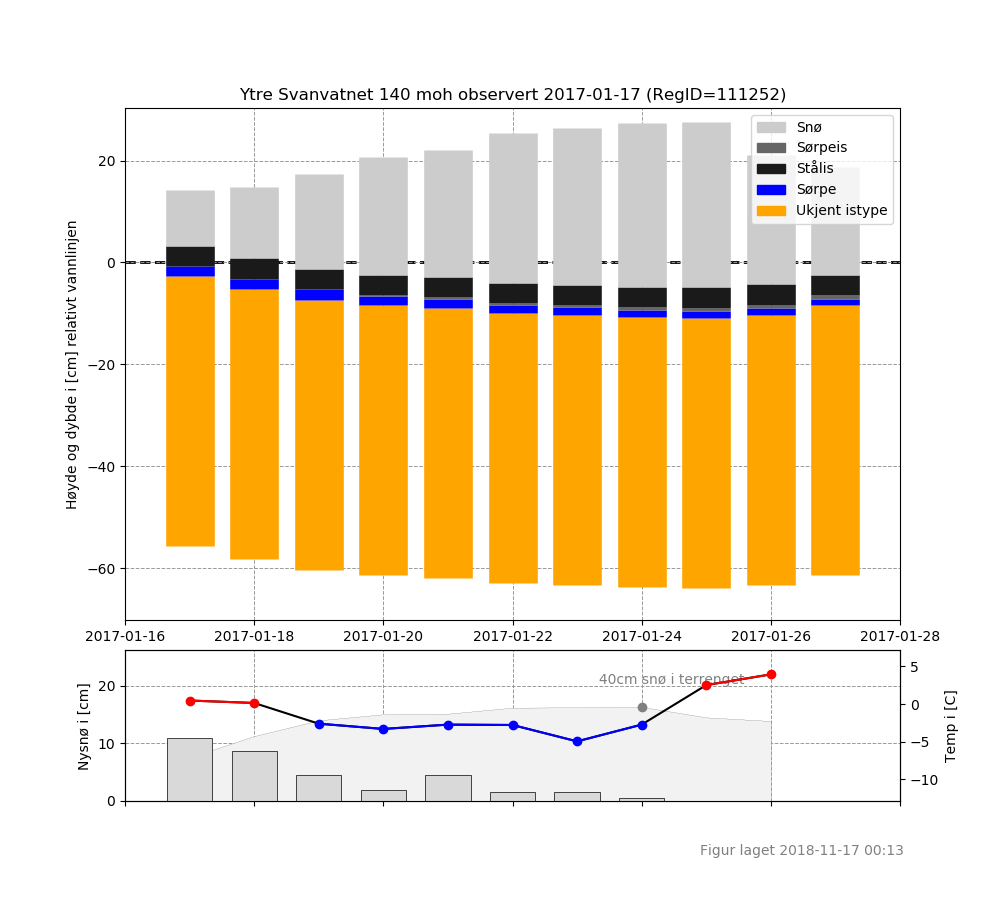 Ytre Svanvatnet 140 moh observert 2017-01-17 (RegID=111252)
Snø
Sørpeis
Stålis
Sørpe
Ukjent istype
20
0
−20
−40
−60
Høyde og dybde i [cm] relativt vannlinjen
2017-01-16 2017-01-18 2017-01-20 2017-01-22 2017-01-24 2017-01-26 2017-01-28
40cm snø i terrenget
20
10
0
Nysnø i [cm]
5
0
−5
−10
Temp i [C]
Figur laget 2018-11-17 00:13